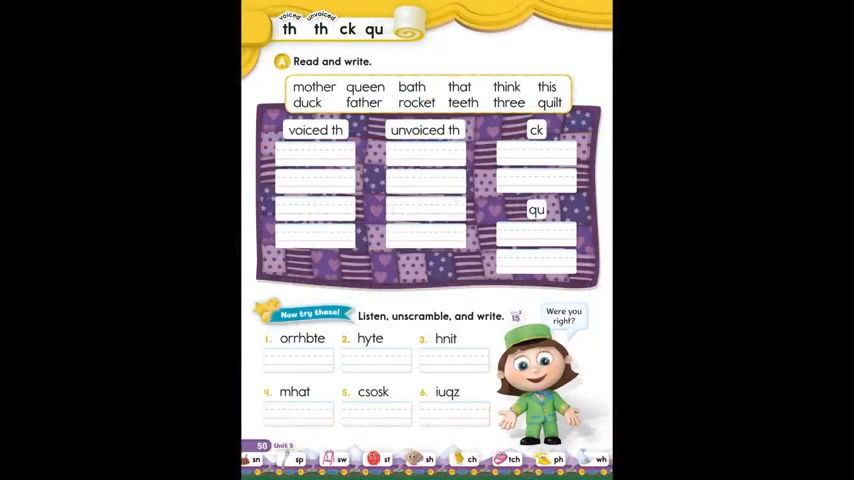 voiced unvoiced
th th ck qu
A Read and write.
mother queen bath that think this
duck father rocket teeth three quilt
voiced th unvoiced th ck
qu
Now try these! Listen, unscramble, and write.
15
Were you
right?
1. orrhbte 2. hyte 3. hnit
4. mhat 5. csosk 6. iuqz
50 Unit 5
sn sp sw st sh ch tch ph wh